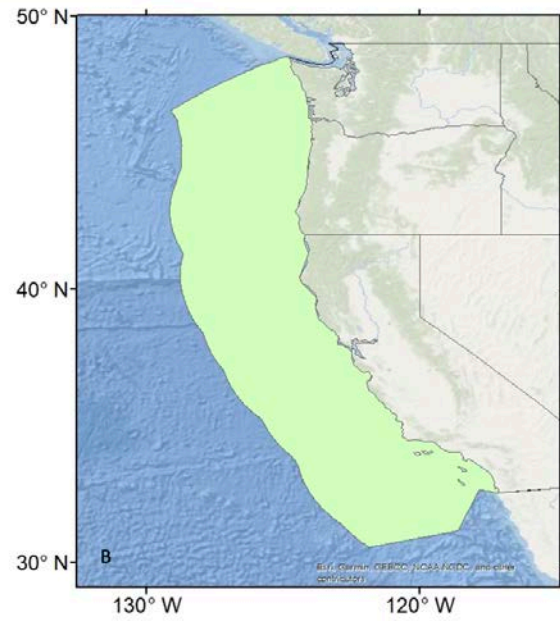 50° N
40° N
30° N
B
Esri, Garmin, GEBCO, NOAA NGDC, and other
contributors
130° W
120° W